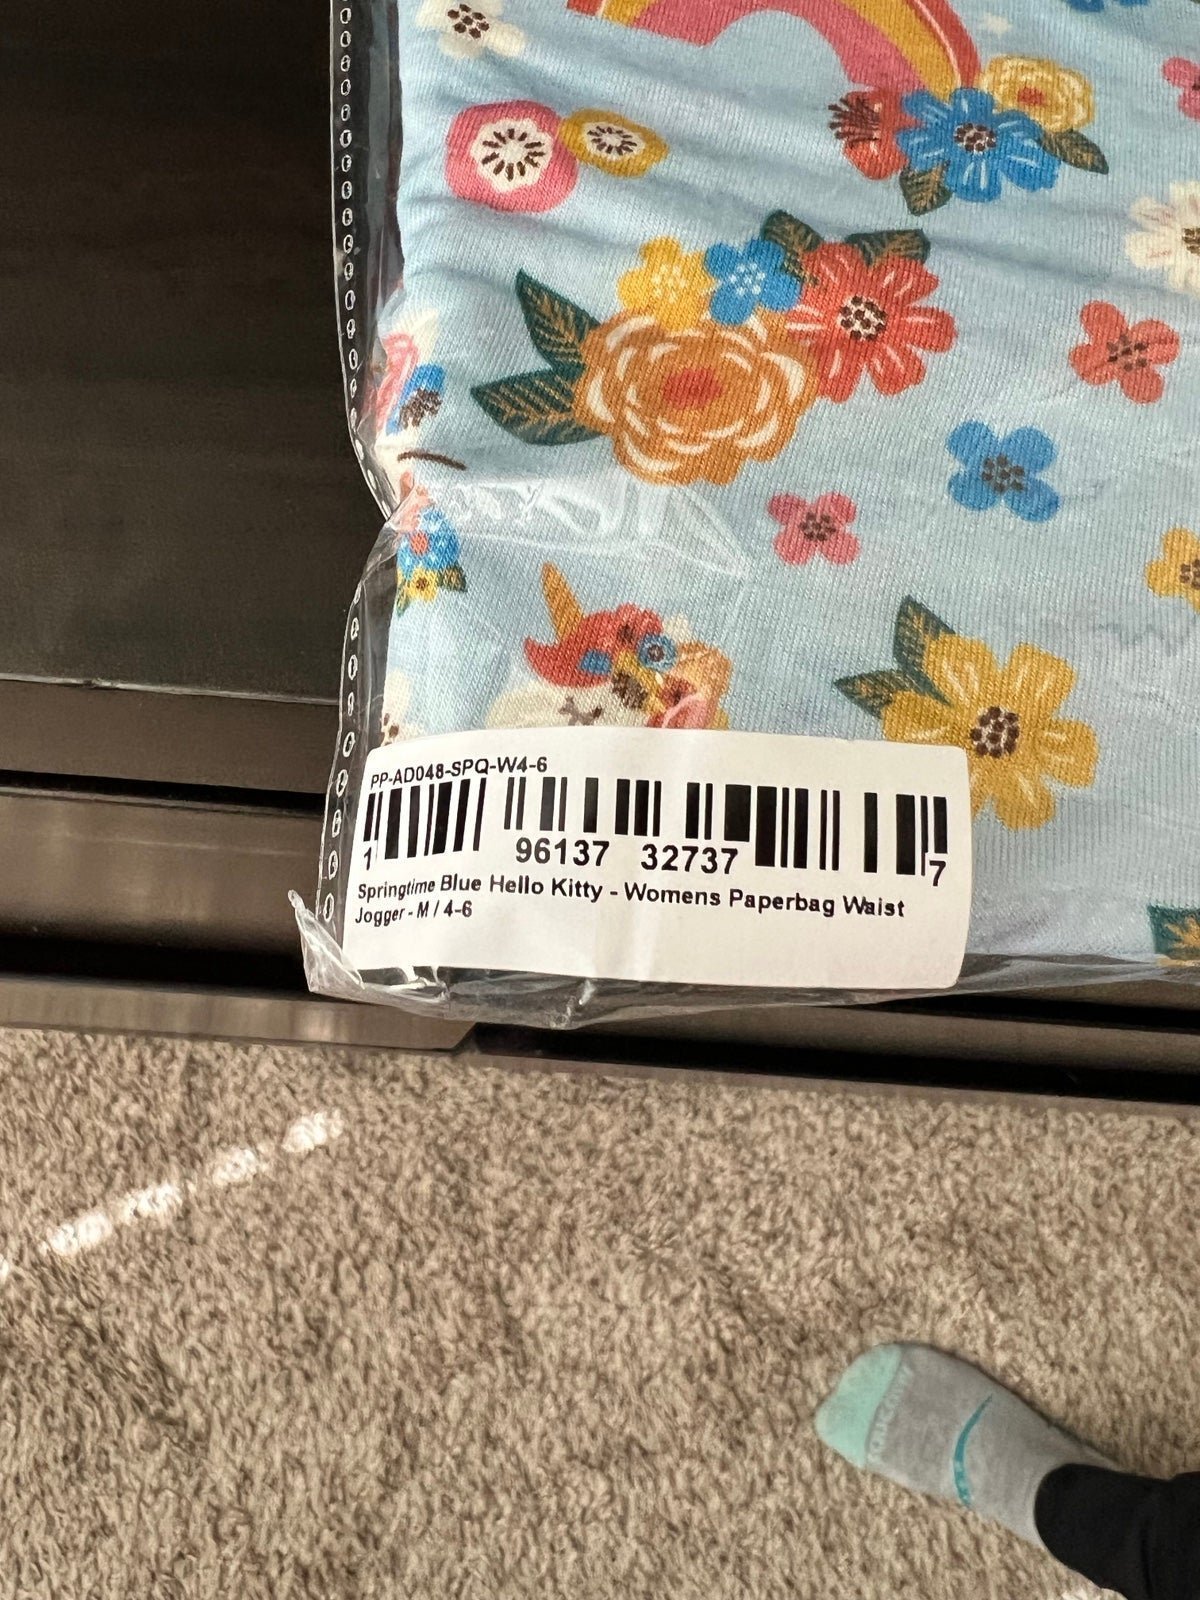 PP-AD048-SPQ-W4-6
1 96137 32737 7
Springtime Blue Hello Kitty - Womens Paperbag Waist
Jogger - M / 4-6